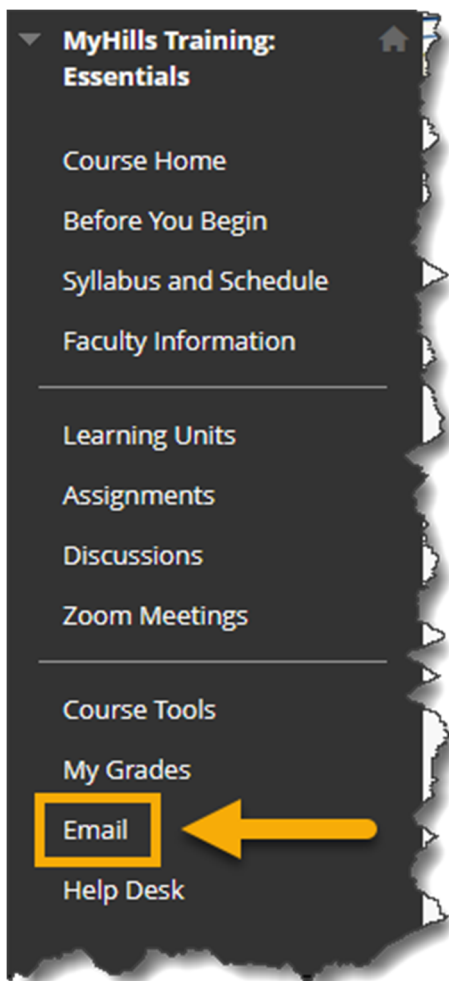 MyHills Training:
Essentials
Course Home
Before You Begin
Syllabus and Schedule
Faculty Information
Learning Units
Assignments
Discussions
Zoom Meetings
Course Tools
My Grades
Email
Help Desk